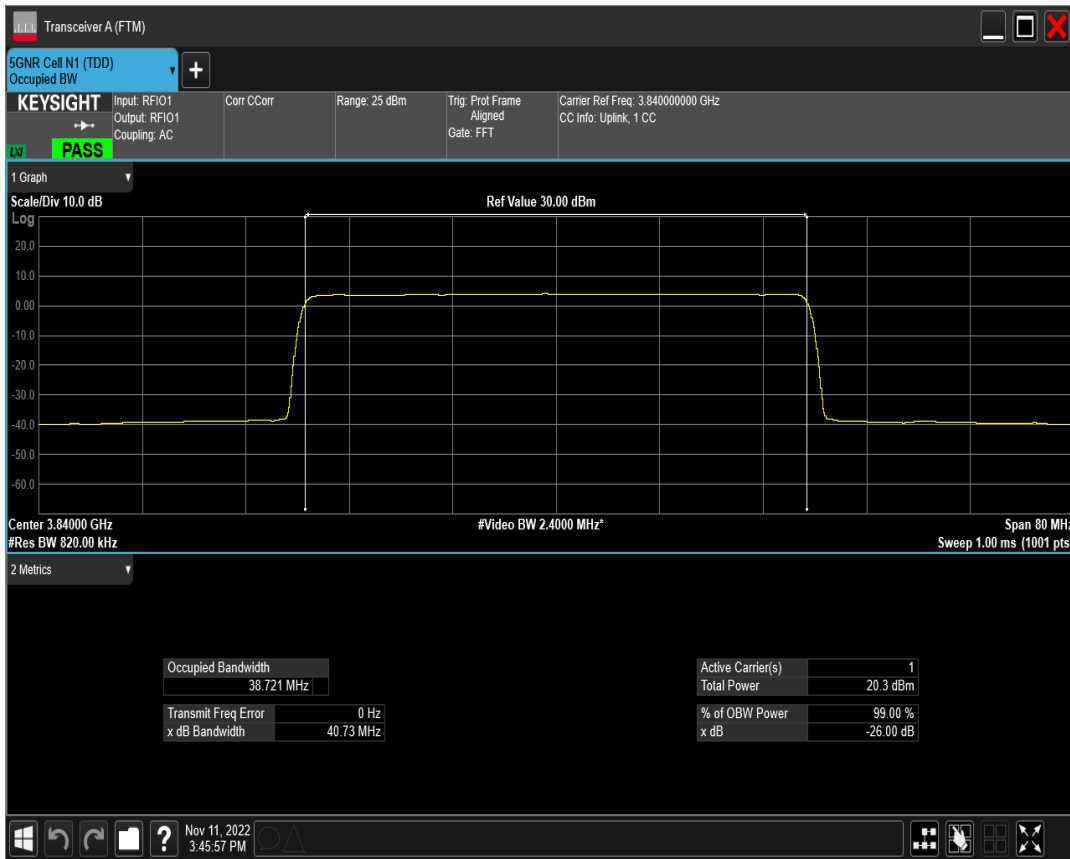 Transceiver A (FTM)
5GNR Cell N1 (TDD)
Occupied BW
+
KEYSIGHT
LXI
PASS
Input: RFIO1
Output: RFIO1
Coupling: AC
Corr CCorr
Range: 25 dBm
Trig: Prot Frame
Aligned
Gate: FFT
Carrier Ref Freq: 3.840000000 GHz
CC Info: Uplink, 1 CC
1 Graph
Scale/Div 10.0 dB
Ref Value 30.00 dBm
Log
20.0
10.0
0.00
-10.0
-20.0
-30.0
-40.0
-50.0
-60.0
Center 3.84000 GHz
#Video BW 2.4000 MHz*
Span 80 MHz
#Res BW 820.00 kHz
Sweep 1.00 ms (1001 pts
2 Metrics
Occupied Bandwidth
38.721 MHz
Transmit Freq Error 0 Hz
x dB Bandwidth 40.73 MHz
Active Carrier(s) 1
Total Power 20.3 dBm
% of OBW Power 99.00 %
x dB -26.00 dB
?
Nov 11, 2022
3:45:57 PM